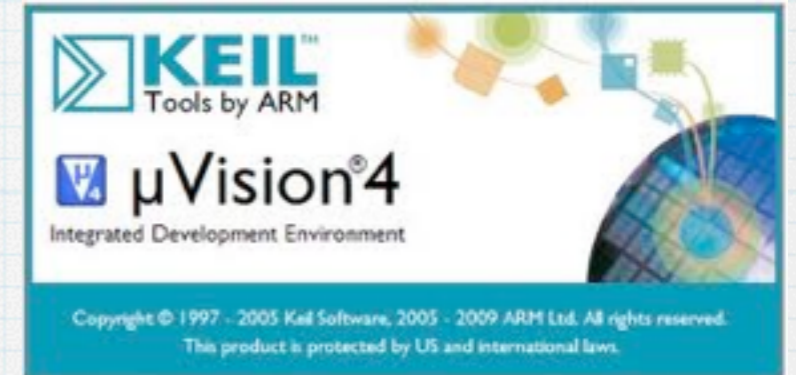 KEIL™
Tools by ARM
µVision®4
Integrated Development Environment
Copyright © 1997 - 2005 Keil Software, 2005 - 2009 ARM Ltd. All rights reserved.
This product is protected by US and international laws.